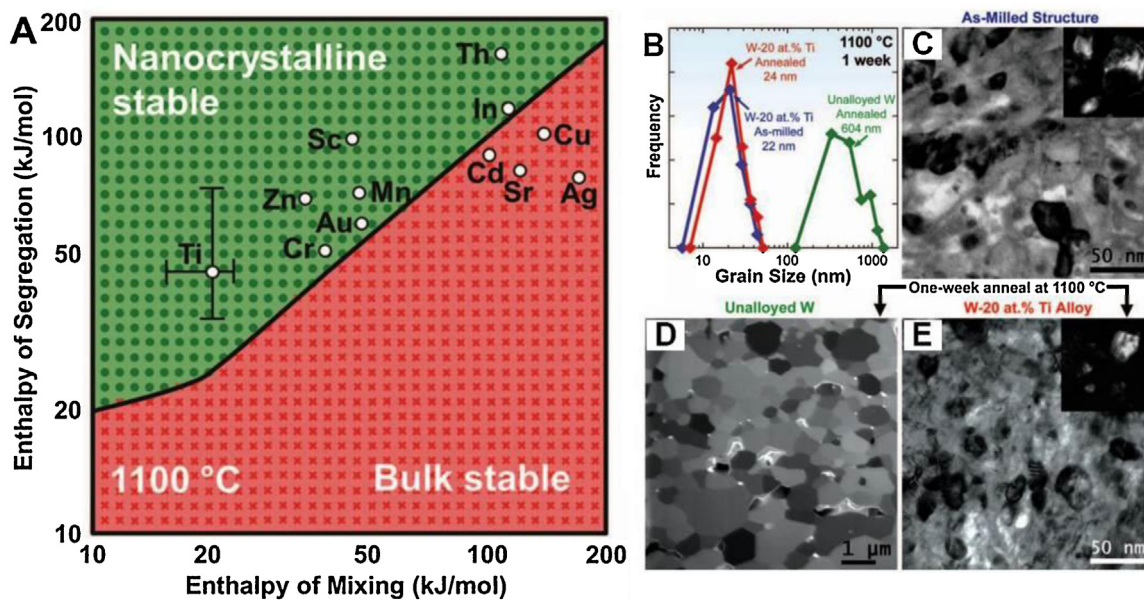 A
200
100
50
20
10
10
20
50
100
200
Enthalpy of Segregation (kJ/mol)
Enthalpy of Mixing (kJ/mol)
Nanocrystalline
stable
Th
In
Cu
Sc
Cd
Sr
Ag
Zn
Mn
Au
Cr
Ti
1100 °C
Bulk stable
B
1100 °C
1 week
W-20 at.% Ti
Annealed
24 nm
W-20 at.% Ti
As-milled
22 nm
Unalloyed W
Annealed
604 nm
Frequency
10
100
1000
Grain Size (nm)
As-Milled Structure
C
50 nm
One-week anneal at 1100 °C
Unalloyed W
D
1 µm
W-20 at.% Ti Alloy
E
50 nm